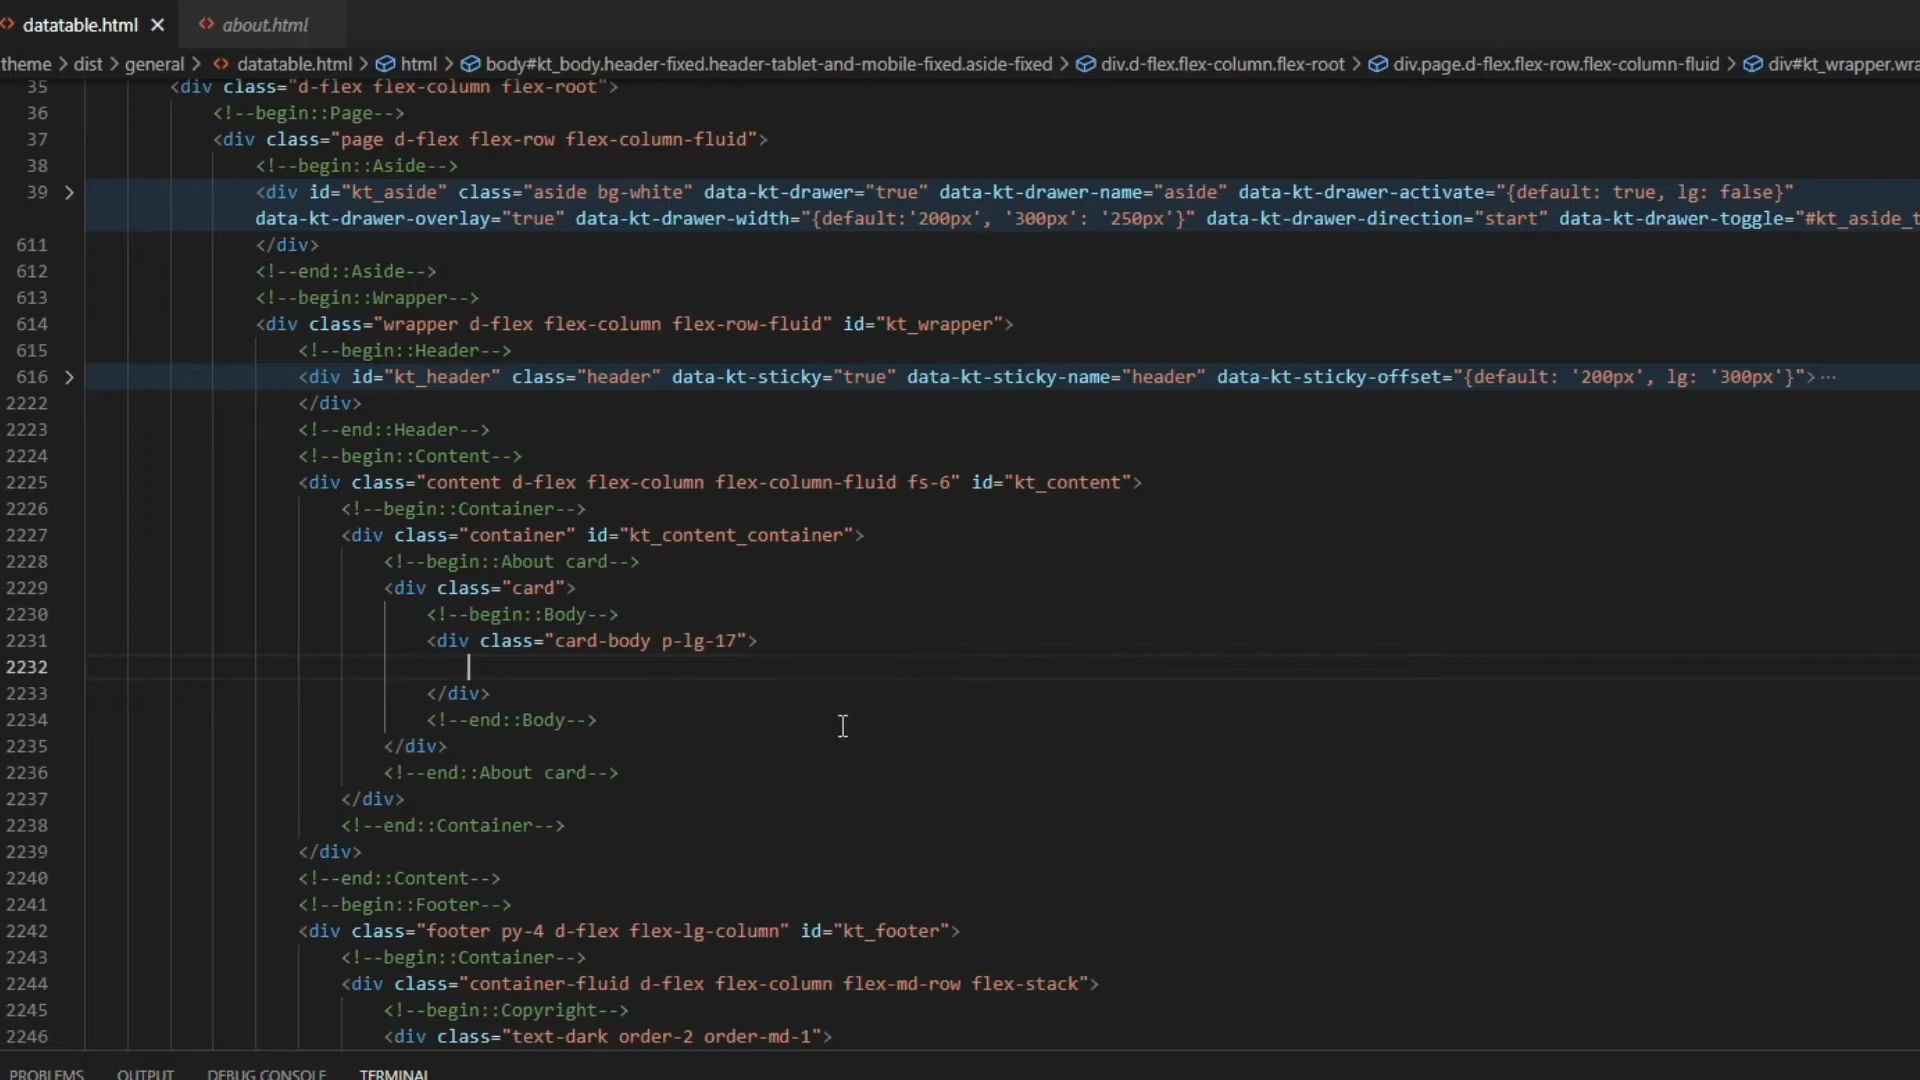 datatable.html
about.html
theme > dist > general > datatable.html > html > body#kt_body.header-fixed.header-tablet-and-mobile-fixed.aside-fixed > div.d-flex.flex-column.flex-root > div.page.d-flex.flex-row.flex-column-fluid > div#kt_wrapper.wra
35 <div class="d-flex flex-column flex-root">
36 <!--begin::Page-->
37 <div class="page d-flex flex-row flex-column-fluid">
38 <!--begin::Aside-->
39 <div id="kt_aside" class="aside bg-white" data-kt-drawer="true" data-kt-drawer-name="aside" data-kt-drawer-activate="{default: true, lg: false}"
data-kt-drawer-overlay="true" data-kt-drawer-width="{default:'200px', '300px': '250px'}" data-kt-drawer-direction="start" data-kt-drawer-toggle="#kt_aside_t
611 </div>
612 <!--end::Aside-->
613 <!--begin::Wrapper-->
614 <div class="wrapper d-flex flex-column flex-row-fluid" id="kt_wrapper">
615 <!--begin::Header-->
616 <div id="kt_header" class="header" data-kt-sticky="true" data-kt-sticky-name="header" data-kt-sticky-offset="{default: '200px', lg: '300px'}">···
2222 </div>
2223 <!--end::Header-->
2224 <!--begin::Content-->
2225 <div class="content d-flex flex-column flex-column-fluid fs-6" id="kt_content">
2226 <!--begin::Container-->
2227 <div class="container" id="kt_content_container">
2228 <!--begin::About card-->
2229 <div class="card">
2230 <!--begin::Body-->
2231 <div class="card-body p-lg-17">
2232
2233 </div>
2234 <!--end::Body-->
2235 </div>
2236 <!--end::About card-->
2237 </div>
2238 <!--end::Container-->
2239 </div>
2240 <!--end::Content-->
2241 <!--begin::Footer-->
2242 <div class="footer py-4 d-flex flex-lg-column" id="kt_footer">
2243 <!--begin::Container-->
2244 <div class="container-fluid d-flex flex-column flex-md-row flex-stack">
2245 <!--begin::Copyright-->
2246 <div class="text-dark order-2 order-md-1">
PROBLEMS OUTPUT DEBUG CONSOLE TERMINAL